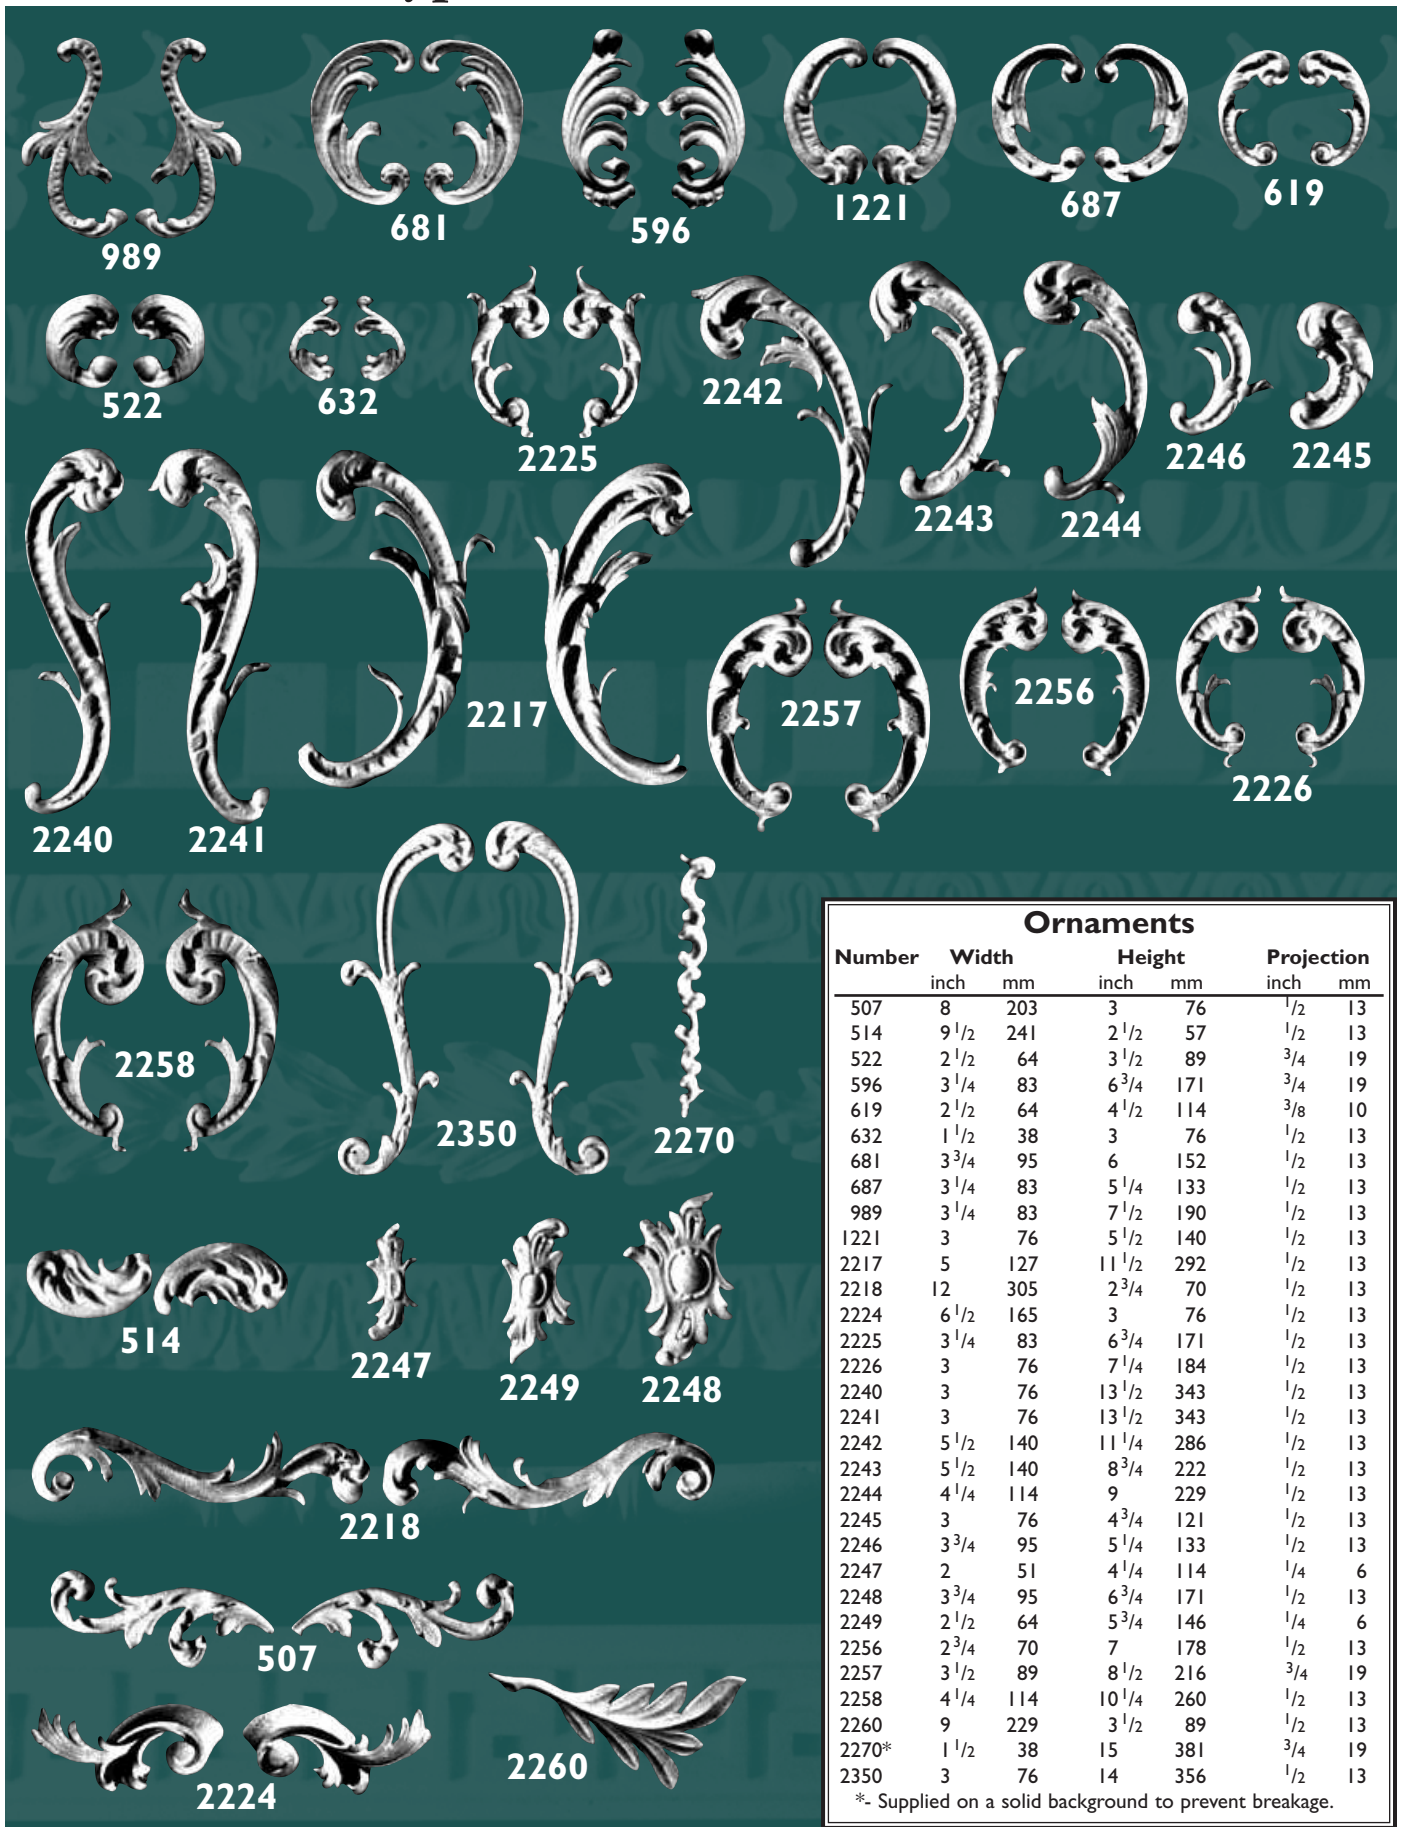 989
681
596
1221
687
619
522
632
2225
2242
2243
2244
2246
2245
2240
2241
2217
2257
2256
2226
2258
2350
2270
514
2247
2249
2248
2218
507
2224
2260
Ornaments
Number Width Height Projection
inch mm inch mm inch mm
507 8 203 3 76 1/2 13
514 9 1/2 241 2 1/2 57 1/2 13
522 2 1/2 64 3 1/2 89 3/4 19
596 3 1/4 83 6 3/4 171 3/4 19
619 2 1/2 64 4 1/2 114 3/8 10
632 1 1/2 38 3 76 1/2 13
681 3 3/4 95 6 152 1/2 13
687 3 1/4 83 5 1/4 133 1/2 13
989 3 1/4 83 7 1/2 190 1/2 13
1221 3 76 5 1/2 140 1/2 13
2217 5 127 11 1/2 292 1/2 13
2218 12 305 2 3/4 70 1/2 13
2224 6 1/2 165 3 76 1/2 13
2225 3 1/4 83 6 3/4 171 1/2 13
2226 3 76 7 1/4 184 1/2 13
2240 3 76 13 1/2 343 1/2 13
2241 3 76 13 1/2 343 1/2 13
2242 5 1/2 140 11 1/4 286 1/2 13
2243 5 1/2 140 8 3/4 222 1/2 13
2244 4 1/4 114 9 229 1/2 13
2245 3 76 4 3/4 121 1/2 13
2246 3 3/4 95 5 1/4 133 1/2 13
2247 2 51 4 1/4 114 1/4 6
2248 3 3/4 95 6 3/4 171 1/2 13
2249 2 1/2 64 5 3/4 146 1/4 6
2256 2 3/4 70 7 178 1/2 13
2257 3 1/2 89 8 1/2 216 3/4 19
2258 4 1/4 114 10 1/4 260 1/2 13
2260 9 229 3 1/2 89 1/2 13
2270* 1 1/2 38 15 381 3/4 19
2350 3 76 14 356 1/2 13
*- Supplied on a solid background to prevent breakage.